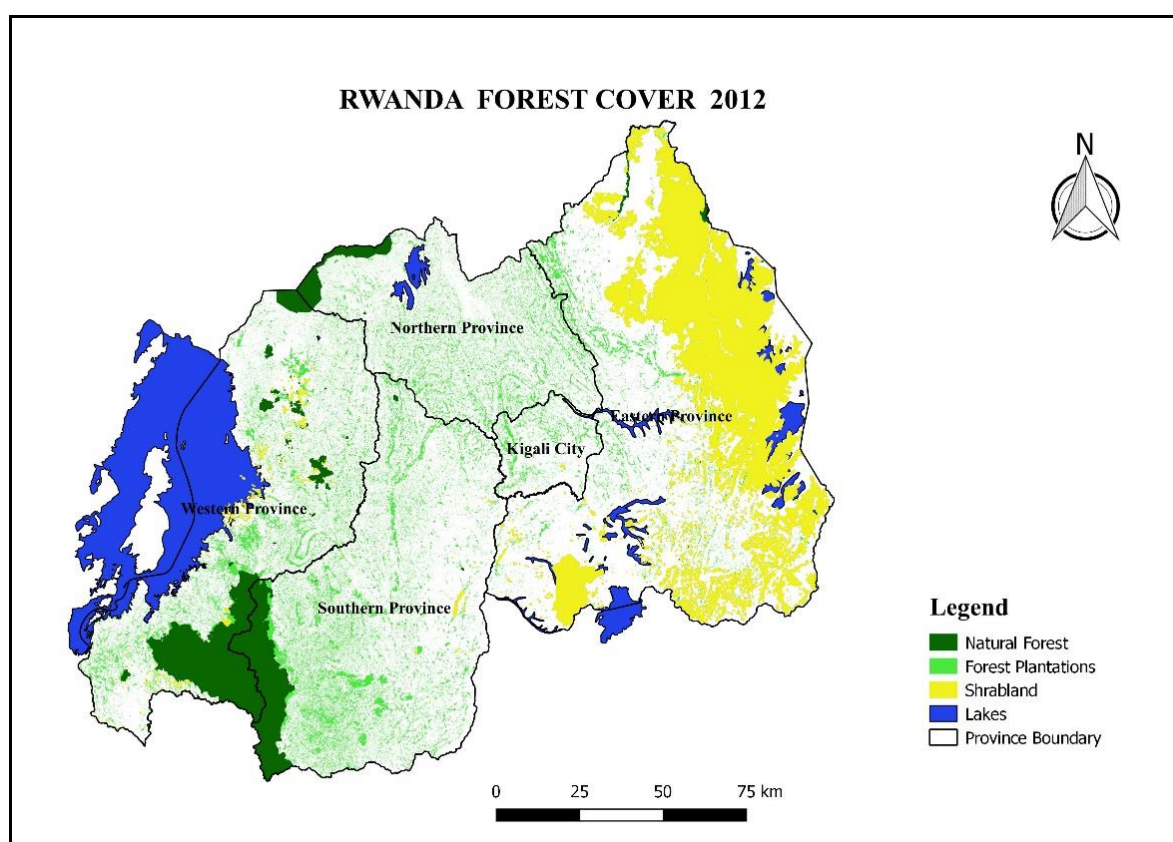 RWANDA FOREST COVER 2012
N
Northern Province
Eastern Province
Kigali City
Western Province
Southern Province
Legend
Natural Forest
Forest Plantations
Shrabland
Lakes
Province Boundary
0 25 50 75 km